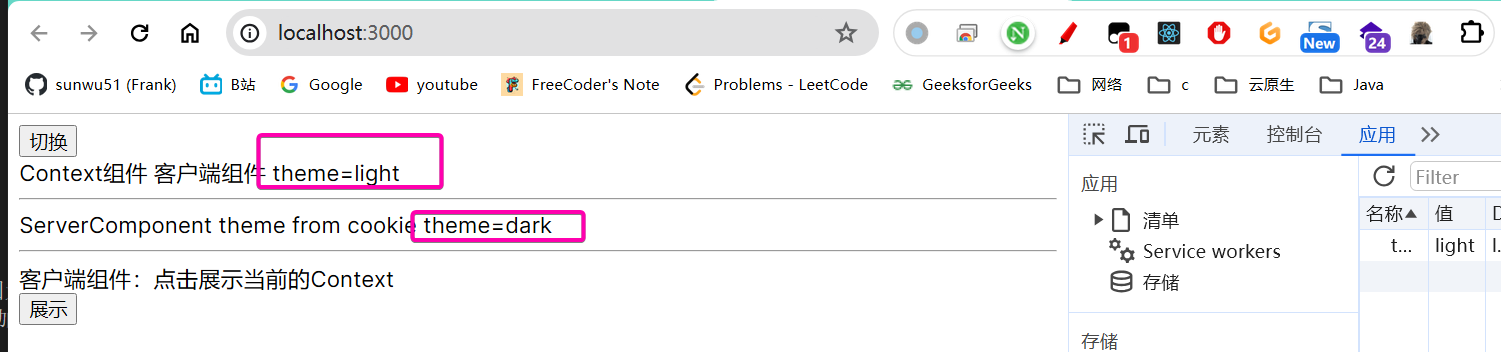 localhost:3000
1
New
24
sunwu51 (Frank)
B站
Google
youtube
FreeCoder's Note
Problems - LeetCode
GeeksforGeeks
网络
c
云原生
Java
切换
Context组件 客户端组件 theme=light
ServerComponent theme from cookie theme=dark
客户端组件：点击展示当前的Context
展示
元素
控制台
应用
应用
清单
Service workers
存储
存储
Filter
名称
值
D
t...
light
l.